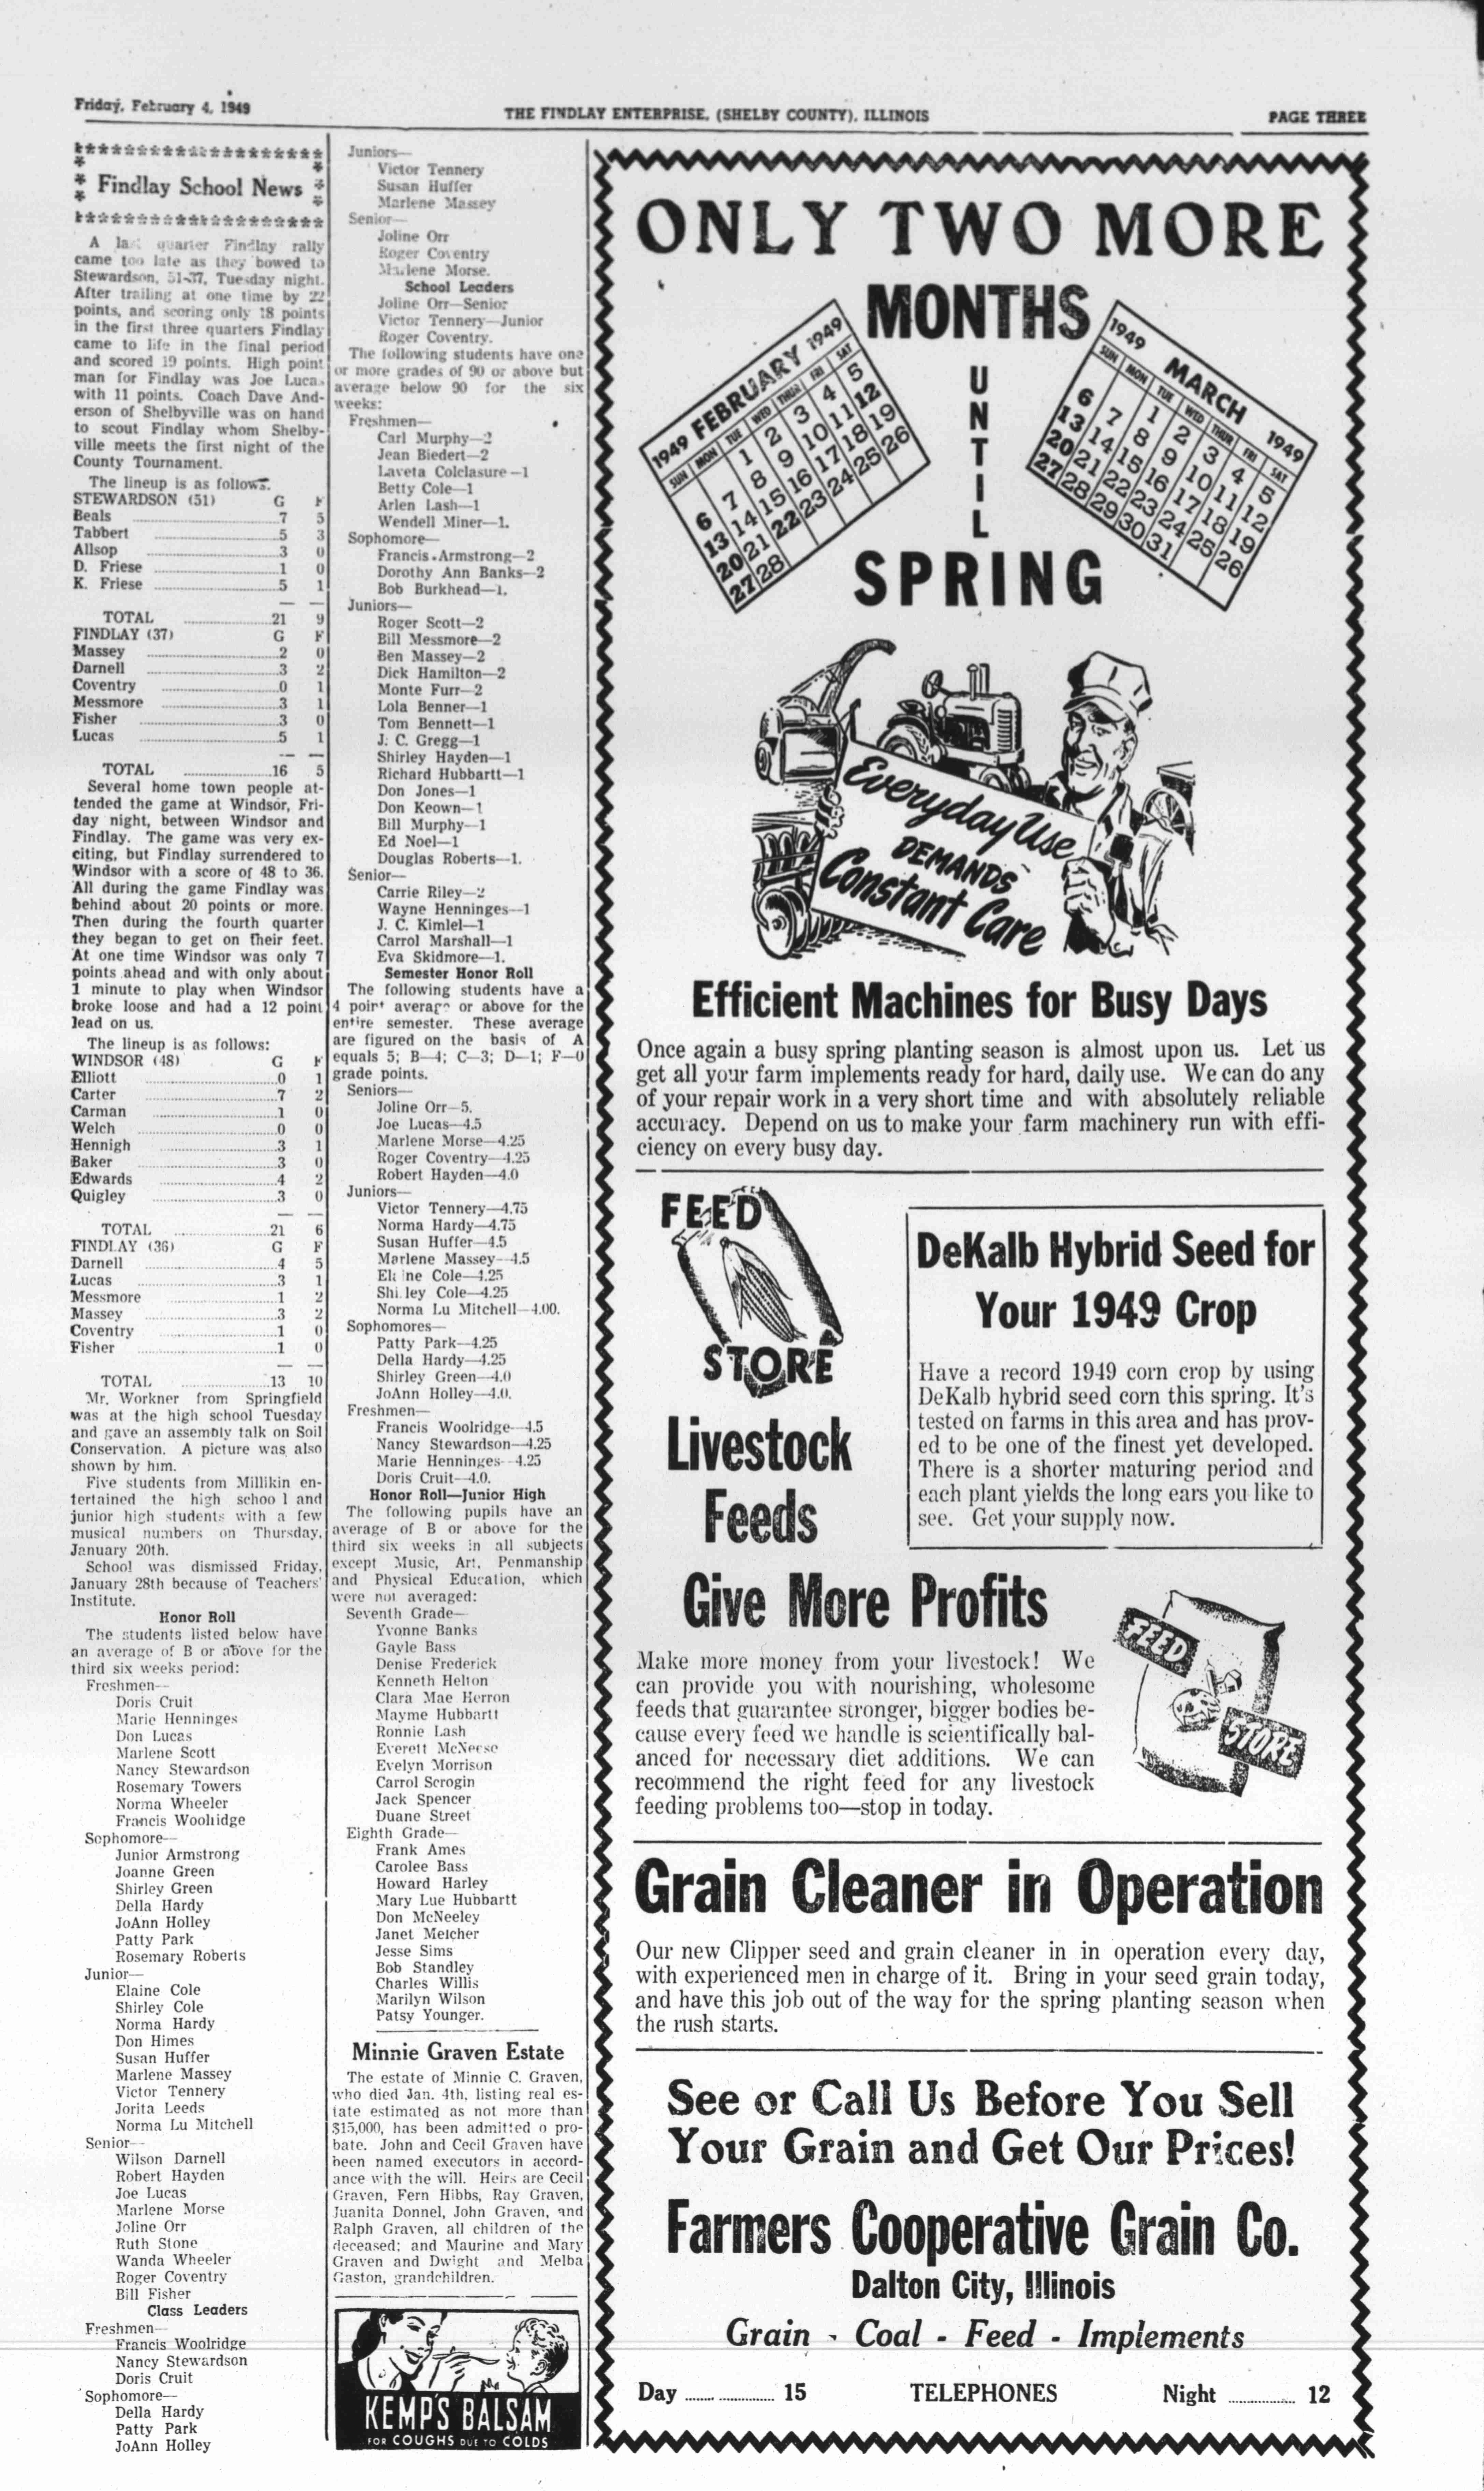 Friday, February 4, 1949
THE FINDLAY ENTERPRISE, (SHELBY COUNTY), ILLINOIS
PAGE THREE
Findlay School News
A last quarter Findlay rally
came too late as they bowed to
Stewardson, 51-37, Tuesday night.
After trailing at one time by 22
points, and scoring only 18 points
in the first three quarters Findlay
came to life in the final period
and scored 19 points. High point
man for Findlay was Joe Lucas
with 11 points. Coach Dave And-
erson of Shelbyville was on hand
to scout Findlay whom Shelby-
ville meets the first night of the
County Tournament.
The lineup is as follows.
STEWARDSON (51) G F
Beals 7 5
Tabbert 5 3
Allsop 3 0
D. Friese 1 0
K. Friese 5 1
TOTAL 21 9
FINDLAY (37) G F
Massey 2 0
Darnell 3 2
Coventry 0 1
Messmore 3 1
Fisher 3 0
Lucas 5 1
TOTAL 16 5
Several home town people at-
tended the game at Windsor, Fri-
day night, between Windsor and
Findlay. The game was very ex-
citing, but Findlay surrendered to
Windsor with a score of 48 to 36.
All during the game Findlay was
behind about 20 points or more.
Then during the fourth quarter
they began to get on their feet.
At one time Windsor was only 7
points ahead and with only about
1 minute to play when Windsor
broke loose and had a 12 point
lead on us.
The lineup is as follows:
WINDSOR (48) G F
Elliott 0 1
Carter 7 2
Carman 1 0
Welch 0 0
Hennigh 3 1
Baker 3 0
Edwards 4 2
Quigley 3 0
TOTAL 21 6
FINDLAY (36) G F
Darnell 4 5
Lucas 3 1
Messmore 1 2
Massey 3 2
Coventry 1 0
Fisher 1 0
TOTAL 13 10
Mr. Workner from Springfield
was at the high school Tuesday
and gave an assembly talk on Soil
Conservation. A picture was also
shown by him.
Five students from Millikin en-
tertained the high schoo l and
junior high students with a few
musical numbers on Thursday,
January 20th.
School was dismissed Friday,
January 28th because of Teachers'
Institute.
Honor Roll
The students listed below have
an average of B or above for the
third six weeks period:
Freshmen—
Doris Cruit
Marie Henninges
Don Lucas
Marlene Scott
Nancy Stewardson
Rosemary Towers
Norma Wheeler
Francis Woolridge
Sophomore—
Junior Armstrong
Joanne Green
Shirley Green
Della Hardy
JoAnn Holley
Patty Park
Rosemary Roberts
Junior—
Elaine Cole
Shirley Cole
Norma Hardy
Don Himes
Susan Huffer
Marlene Massey
Victor Tennery
Jorita Leeds
Norma Lu Mitchell
Senior—
Wilson Darnell
Robert Hayden
Joe Lucas
Marlene Morse
Joline Orr
Ruth Stone
Wanda Wheeler
Roger Coventry
Bill Fisher
Class Leaders
Freshmen—
Francis Woolridge
Nancy Stewardson
Doris Cruit
Sophomore—
Della Hardy
Patty Park
JoAnn Holley
Juniors—
Victor Tennery
Susan Huffer
Marlene Massey
Senior—
Joline Orr
Roger Coventry
Marlene Morse.
School Leaders
Joline Orr—Senior
Victor Tennery—Junior
Roger Coventry.
The following students have one
or more grades of 90 or above but
average below 90 for the six
weeks:
Freshmen—
Carl Murphy—2
Jean Biedert—2
Laveta Colclasure—1
Betty Cole—1
Arlen Lash—1
Wendell Miner—1.
Sophomore—
Francis Armstrong—2
Dorothy Ann Banks—2
Bob Burkhead—1.
Juniors—
Roger Scott—2
Bill Messmore—2
Ben Massey—2
Dick Hamilton—2
Monte Furr—2
Lola Benner—1
Tom Bennett—1
J. C. Gregg—1
Shirley Hayden—1
Richard Hubbartt—1
Don Jones—1
Don Keown—1
Bill Murphy—1
Ed Noel—1
Douglas Roberts—1.
Senior—
Carrie Riley—2
Wayne Henninges—1
J. C. Kimlel—1
Carrol Marshall—1
Eva Skidmore—1.
Semester Honor Roll
The following students have a
4 point average or above for the
entire semester. These average
are figured on the basis of A
equals 5; B—4; C—3; D—1; F—0
grade points.
Seniors—
Joline Orr—5.
Joe Lucas—4.5
Marlene Morse—4.25
Roger Coventry—4.25
Robert Hayden—4.0
Juniors—
Victor Tennery—4.75
Norma Hardy—4.75
Susan Huffer—4.5
Marlene Massey—4.5
Elaine Cole—4.25
Shirley Cole—4.25
Norma Lu Mitchell—4.00.
Sophomores—
Patty Park—4.25
Della Hardy—4.25
Shirley Green—4.0
JoAnn Holley—4.0.
Freshmen—
Francis Woolridge—4.5
Nancy Stewardson—4.25
Marie Henninges—4.25
Doris Cruit—4.0.
Honor Roll—Junior High
The following pupils have an
average of B or above for the
third six weeks in all subjects
except Music, Art, Penmanship
and Physical Education, which
were not averaged:
Seventh Grade—
Yvonne Banks
Gayle Bass
Denise Frederick
Kenneth Helton
Clara Mae Herron
Mayme Hubbartt
Ronnie Lash
Everett McNeese
Evelyn Morrison
Carrol Scrogin
Jack Spencer
Duane Street
Eighth Grade—
Frank Ames
Carolee Bass
Howard Harley
Mary Lue Hubbartt
Don McNeeley
Janet Melcher
Jesse Sims
Bob Standley
Charles Willis
Marilyn Wilson
Patsy Younger.
Minnie Graven Estate
The estate of Minnie C. Graven,
who died Jan. 4th, listing real es-
tate estimated as not more than
$15,000, has been admitted o pro-
bate. John and Cecil Graven have
been named executors in accord-
ance with the will. Heirs are Cecil
Graven, Fern Hibbs, Ray Graven,
Juanita Donnel, John Graven, and
Ralph Graven, all children of the
deceased; and Maurine and Mary
Graven and Dwight and Melba
Gaston, grandchildren.
KEMP'S BALSAM
FOR COUGHS DUE TO COLDS
ONLY TWO MORE
MONTHS
UNTIL
SPRING
1949 FEBRUARY 1949
SUN MON TUE WED THUR FRI SAT
1 2 3 4 5
6 7 8 9 10 11 12
13 14 15 16 17 18 19
20 21 22 23 24 25 26
27 28
1949 MARCH 1949
SUN MON TUE WED THUR FRI SAT
1 2 3 4 5
6 7 8 9 10 11 12
13 14 15 16 17 18 19
20 21 22 23 24 25 26
27 28 29 30 31
Everyday Use
DEMANDS
Constant Care
Efficient Machines for Busy Days
Once again a busy spring planting season is almost upon us. Let us
get all your farm implements ready for hard, daily use. We can do any
of your repair work in a very short time and with absolutely reliable
accuracy. Depend on us to make your farm machinery run with effi-
ciency on every busy day.
FEED
STORE
Livestock
Feeds
Give More Profits
DeKalb Hybrid Seed for
Your 1949 Crop
Have a record 1949 corn crop by using
DeKalb hybrid seed corn this spring. It's
tested on farms in this area and has prov-
ed to be one of the finest yet developed.
There is a shorter maturing period and
each plant yields the long ears you like to
see. Get your supply now.
Make more money from your livestock! We
can provide you with nourishing, wholesome
feeds that guarantee stronger, bigger bodies be-
cause every feed we handle is scientifically bal-
anced for necessary diet additions. We can
recommend the right feed for any livestock
feeding problems too—stop in today.
FEED
STORE
Grain Cleaner in Operation
Our new Clipper seed and grain cleaner in in operation every day,
with experienced men in charge of it. Bring in your seed grain today,
and have this job out of the way for the spring planting season when
the rush starts.
See or Call Us Before You Sell
Your Grain and Get Our Prices!
Farmers Cooperative Grain Co.
Dalton City, Illinois
Grain - Coal - Feed - Implements
Day 15 TELEPHONES Night 12